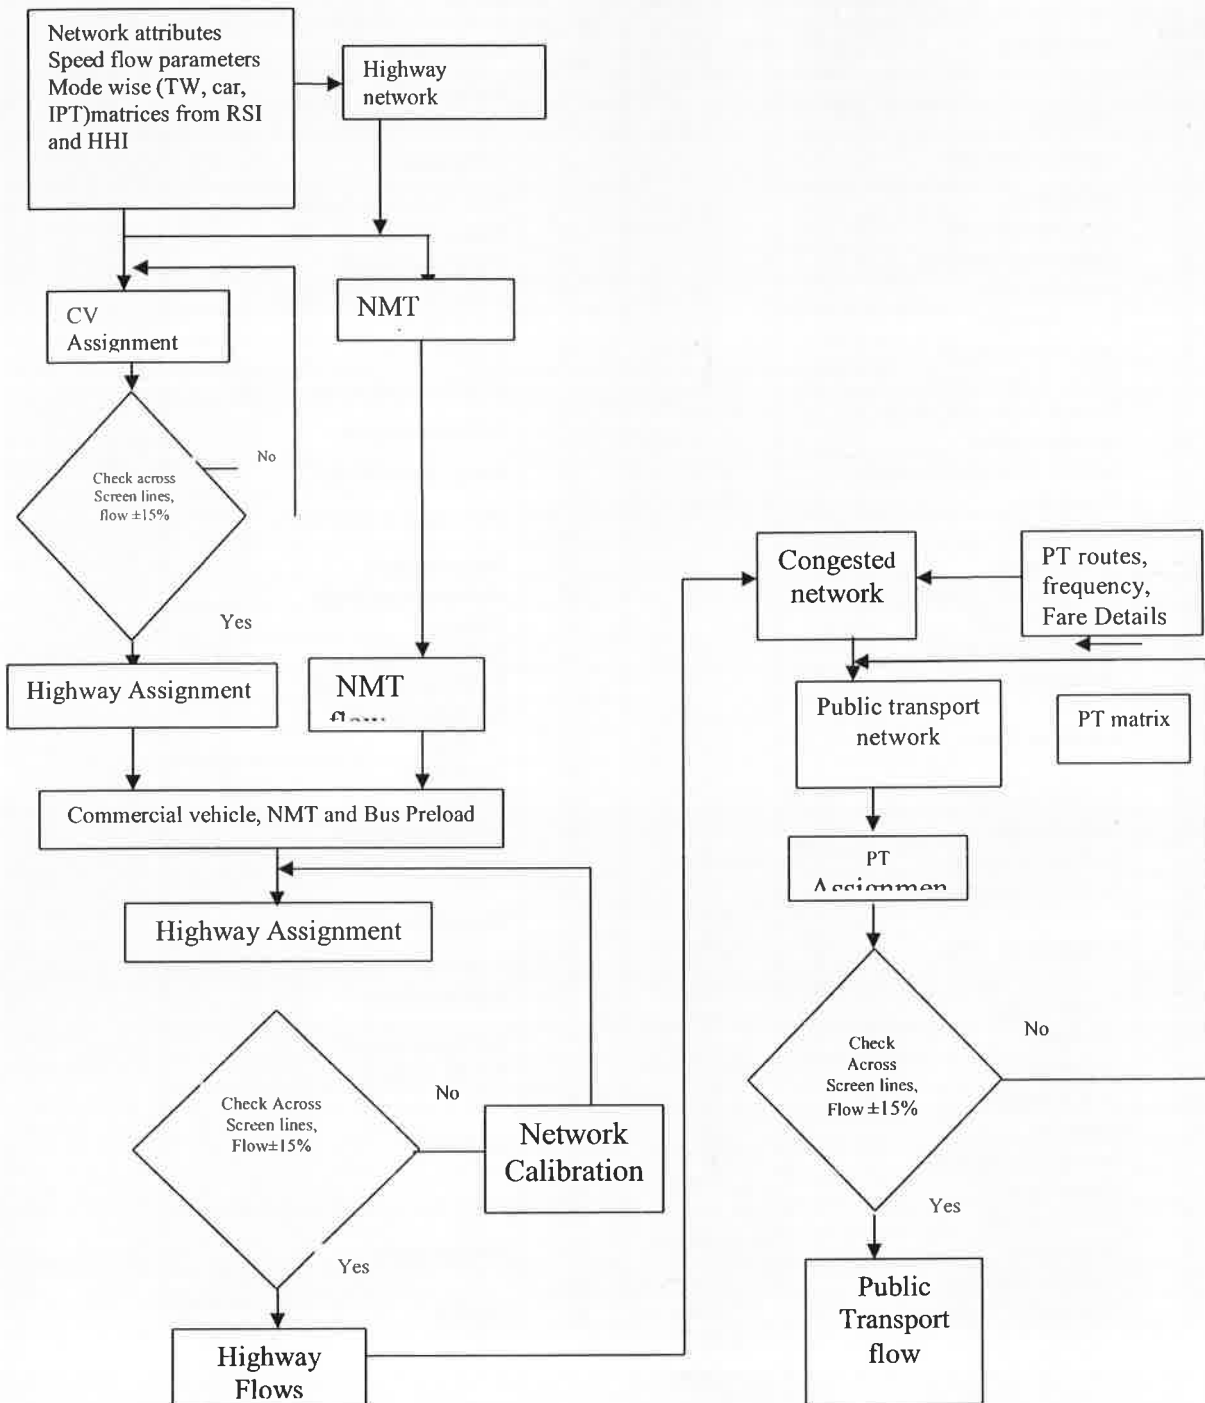 Network attributes
Speed flow parameters
Mode wise (TW, car,
IPT)matrices from RSI
and HHI
Highway
network
CV
Assignment
NMT
Check across
Screen lines,
flow ±15%
No
Yes
Highway Assignment
NMT
flow
Commercial vehicle, NMT and Bus Preload
Highway Assignment
Check Across
Screen lines,
Flow±15%
No
Network
Calibration
Yes
Highway
Flows
Congested
network
PT routes,
frequency,
Fare Details
Public transport
network
PT matrix
PT
Assignmen
Check
Across
Screen lines,
Flow ±15%
No
Yes
Public
Transport
flow